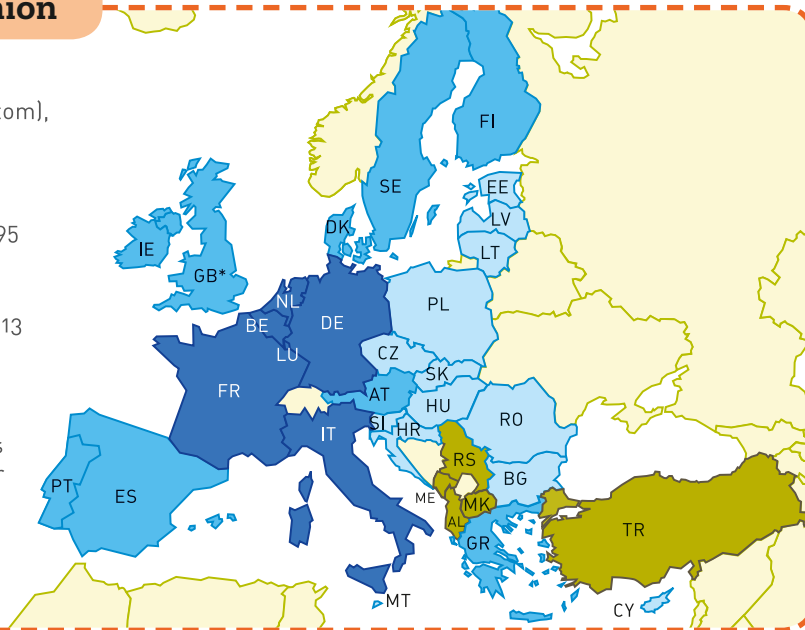 nion
tom),
95
13
s
r
FI
SE
EE
LV
LT
DK
IE
GB*
NL
BE
LU
DE
PL
CZ
SK
FR
AT
HU
SI
HR
RO
IT
RS
BG
ME
MK
AL
PT
ES
GR
TR
MT
CY